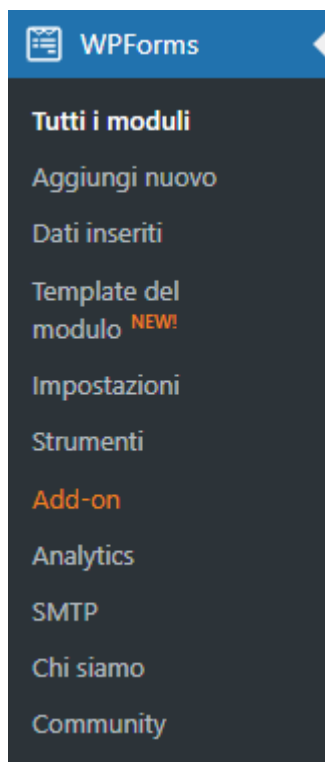 WPForms
Tutti i moduli
Aggiungi nuovo
Dati inseriti
Template del
modulo NEW!
Impostazioni
Strumenti
Add-on
Analytics
SMTP
Chi siamo
Community